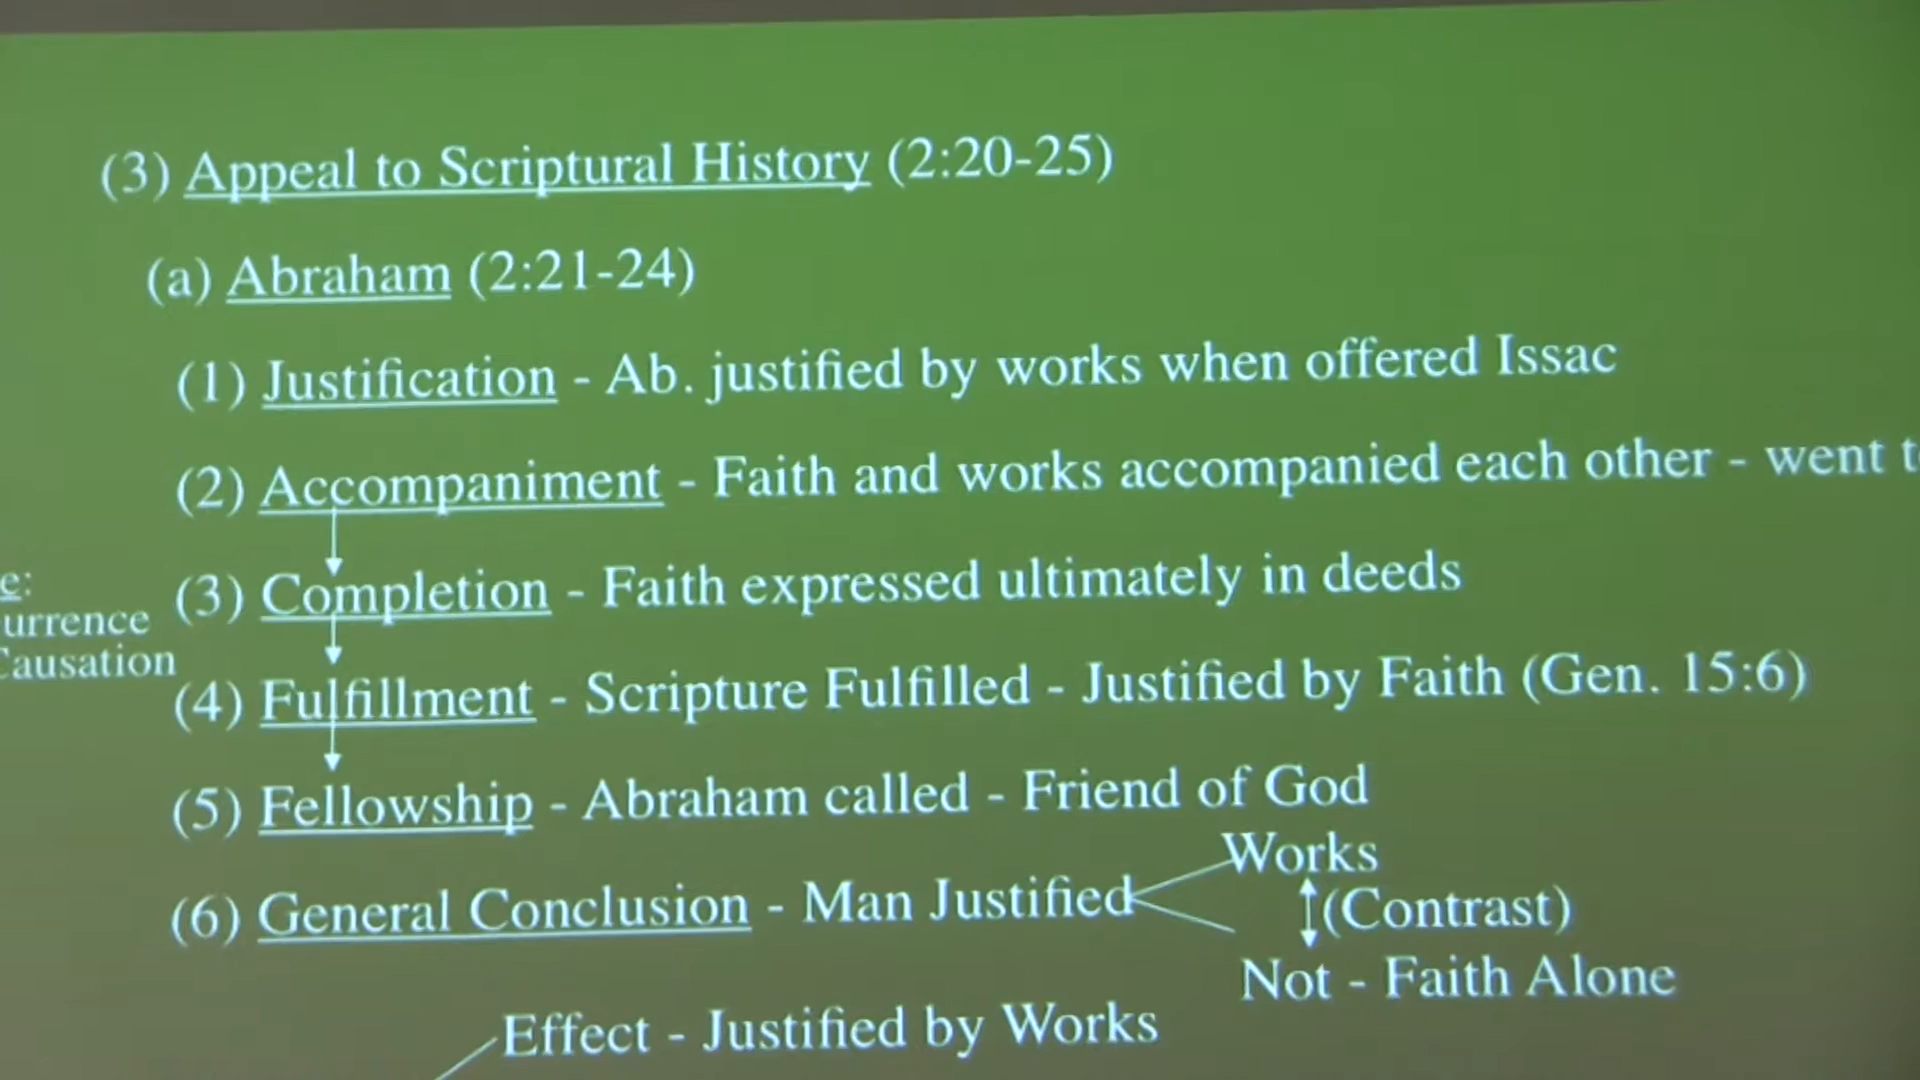 (3) Appeal to Scriptural History (2:20-25)
(a) Abraham (2:21-24)
(1) Justification - Ab. justified by works when offered Issac
(2) Accompaniment - Faith and works accompanied each other - went
(3) Completion - Faith expressed ultimately in deeds
(4) Fulfillment - Scripture Fulfilled - Justified by Faith (Gen. 15:6)
(5) Fellowship - Abraham called - Friend of God
(6) General Conclusion - Man Justified
Works
(Contrast)
Not - Faith Alone
Effect - Justified by Works